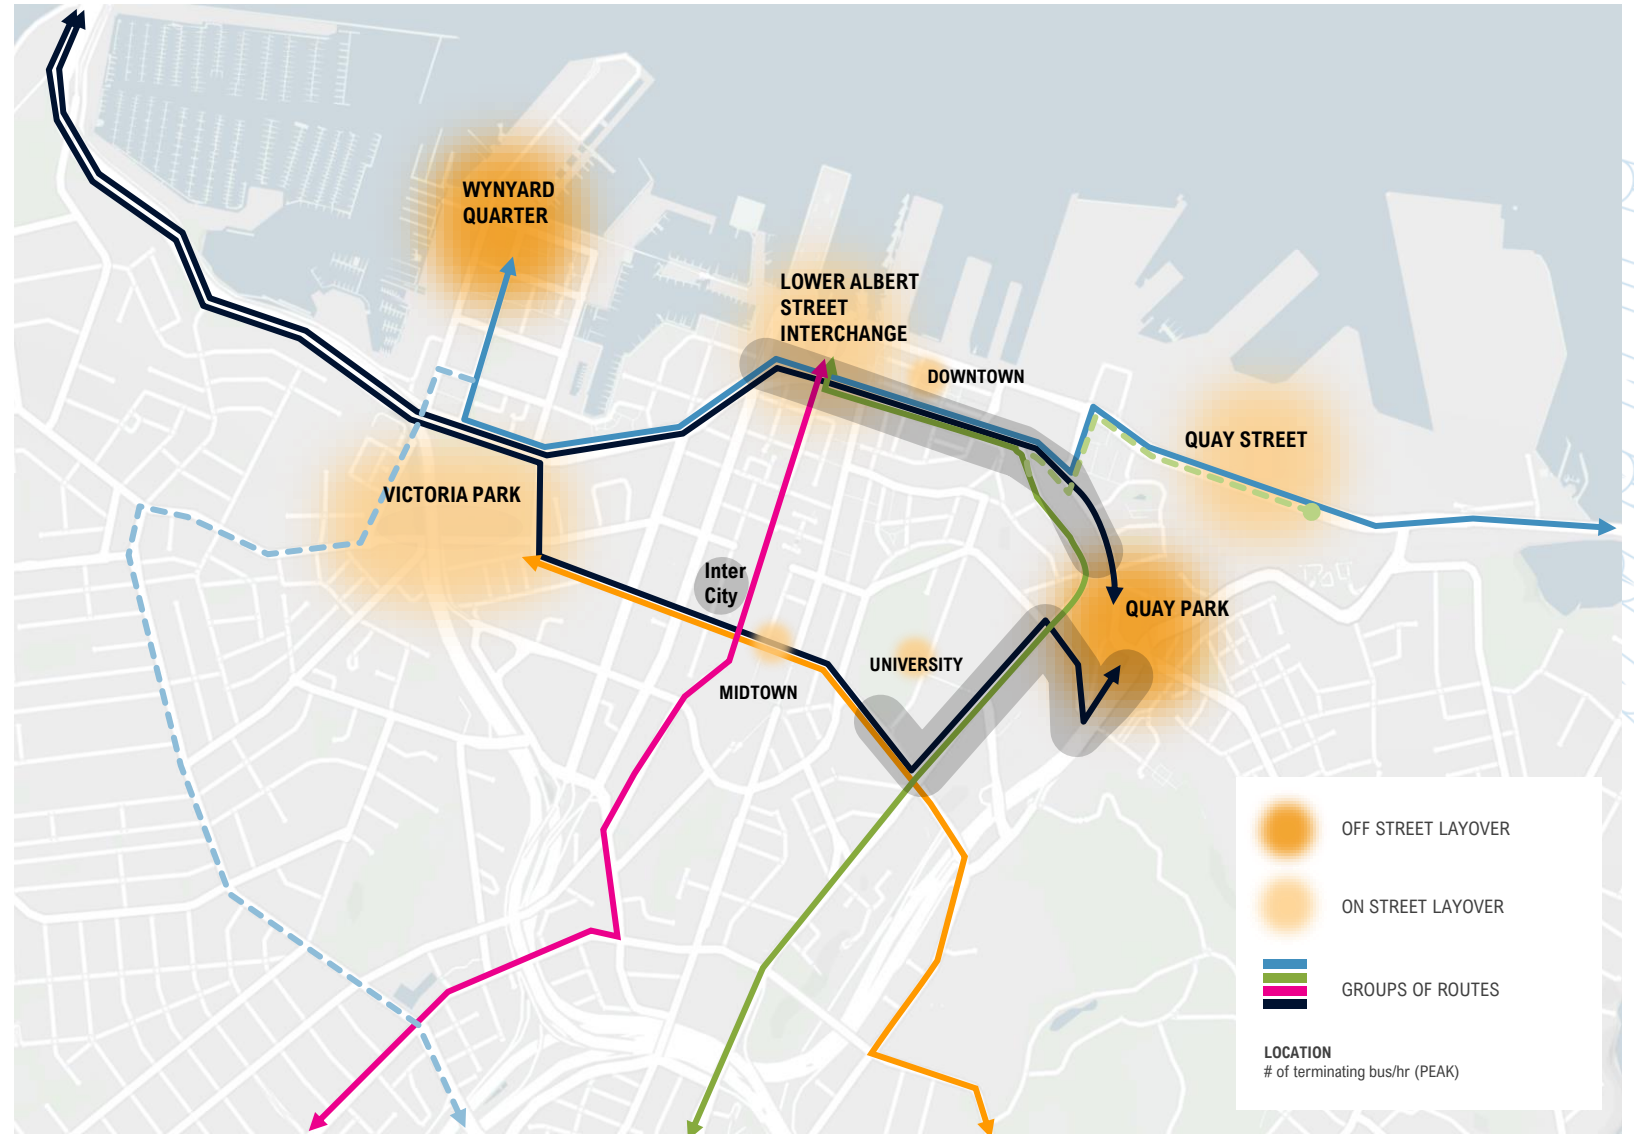 WYNYARD
QUARTER
LOWER ALBERT
STREET
INTERCHANGE
DOWNTOWN
QUAY STREET
VICTORIA PARK
Inter
City
QUAY PARK
UNIVERSITY
MIDTOWN
OFF STREET LAYOVER
ON STREET LAYOVER
GROUPS OF ROUTES
LOCATION
# of terminating bus/hr (PEAK)